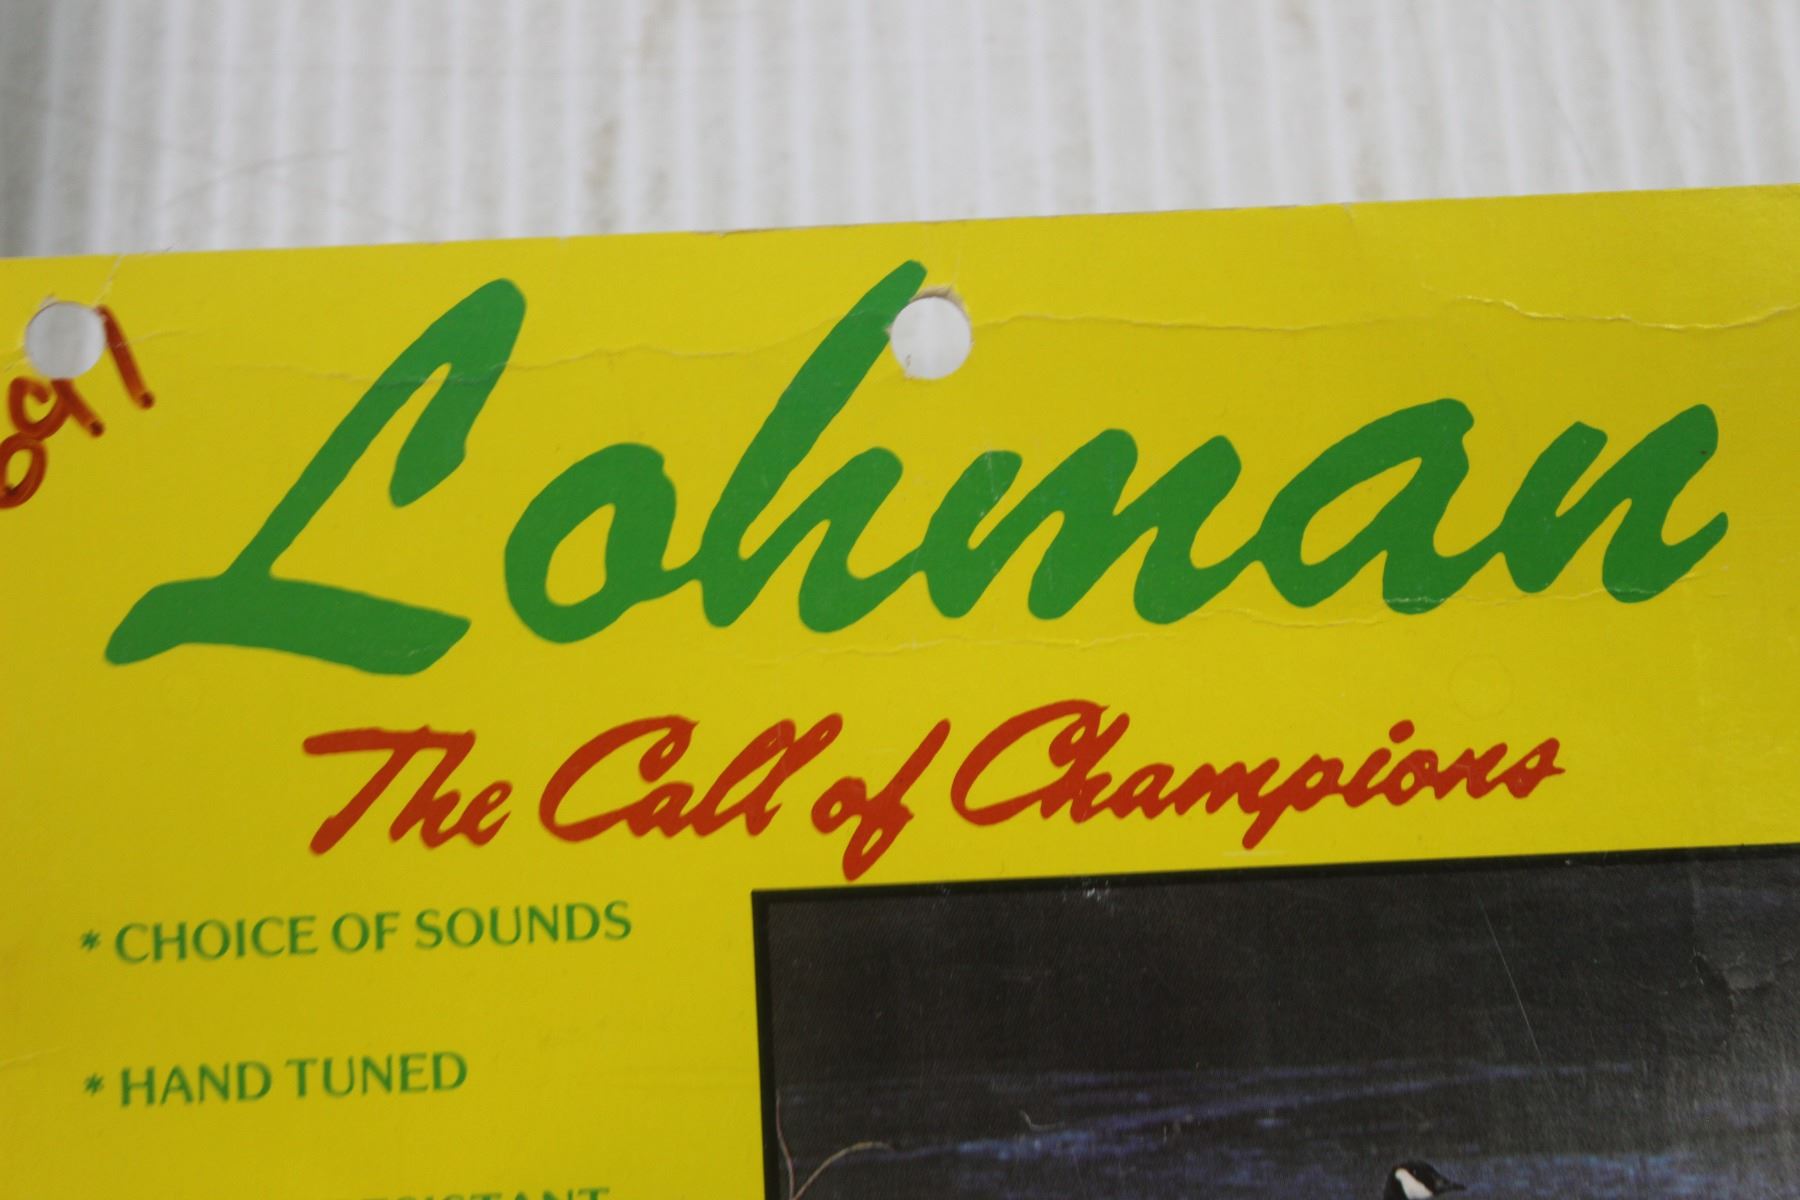 Lohman
The Call of Champions
* CHOICE OF SOUNDS
* HAND TUNED